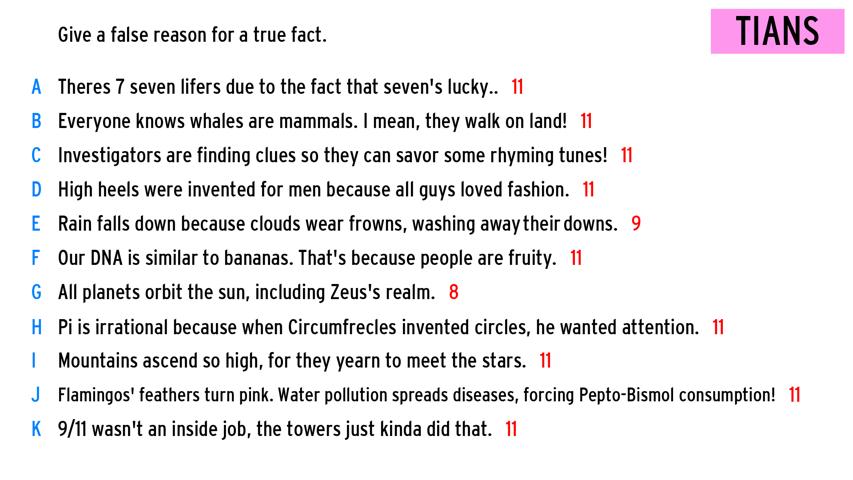 Give a false reason for a true fact.
TIANS
A Theres 7 seven lifers due to the fact that seven's lucky.. 11
B Everyone knows whales are mammals. I mean, they walk on land! 11
C Investigators are finding clues so they can savor some rhyming tunes! 11
D High heels were invented for men because all guys loved fashion. 11
E Rain falls down because clouds wear frowns, washing away their downs. 9
F Our DNA is similar to bananas. That's because people are fruity. 11
G All planets orbit the sun, including Zeus's realm. 8
H Pi is irrational because when Circumfrecles invented circles, he wanted attention. 11
I Mountains ascend so high, for they yearn to meet the stars. 11
J Flamingos' feathers turn pink. Water pollution spreads diseases, forcing Pepto-Bismol consumption! 11
K 9/11 wasn't an inside job, the towers just kinda did that. 11